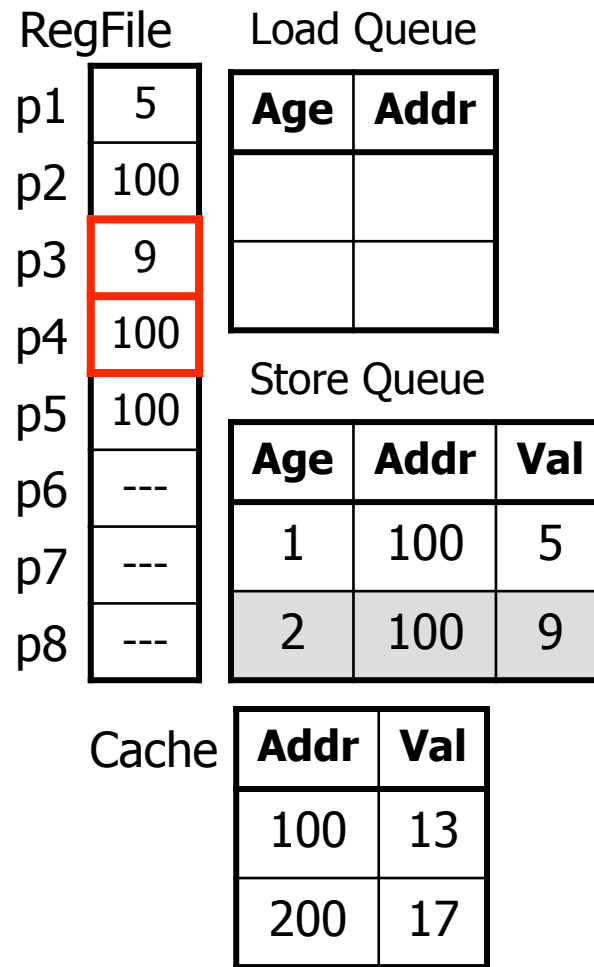 RegFile
p1 5
p2 100
p3 9
p4 100
p5 100
p6 ---
p7 ---
p8 ---
Load Queue
Age Addr
Store Queue
Age Addr Val
1 100 5
2 100 9
Cache
Addr Val
100 13
200 17